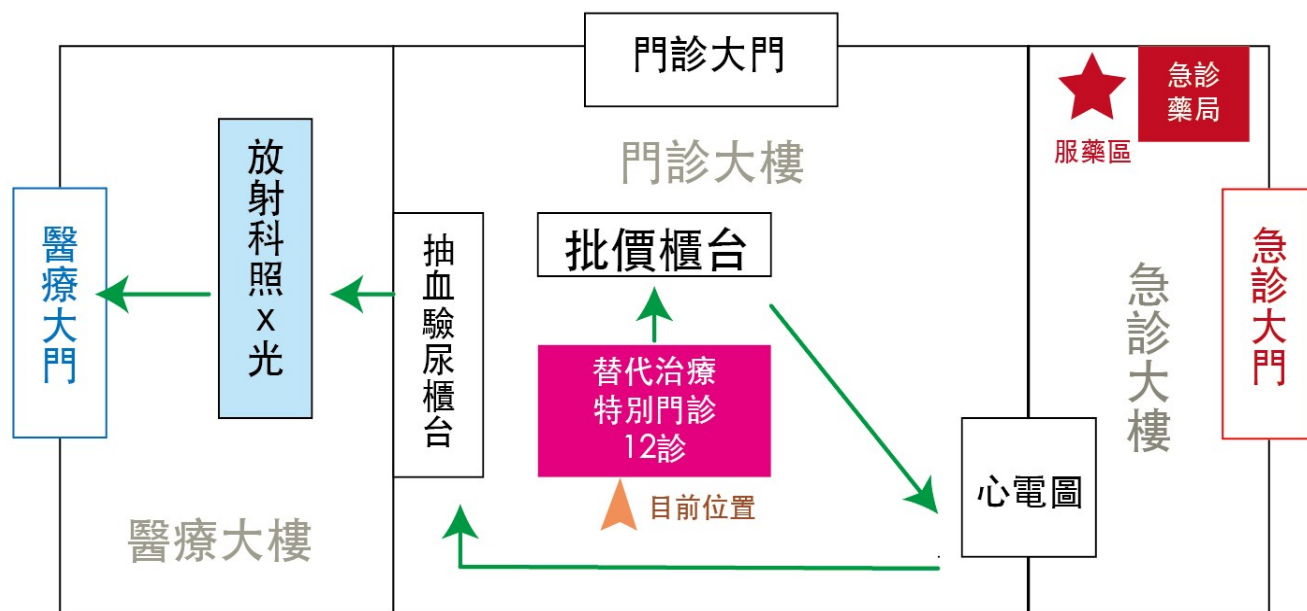 門診大門
急診
藥局
服藥區
門診大樓
放射科照x光
醫療大門
抽血驗尿櫃台
批價櫃台
急診大樓
急診大門
替代治療
特別門診
12診
目前位置
心電圖
醫療大樓